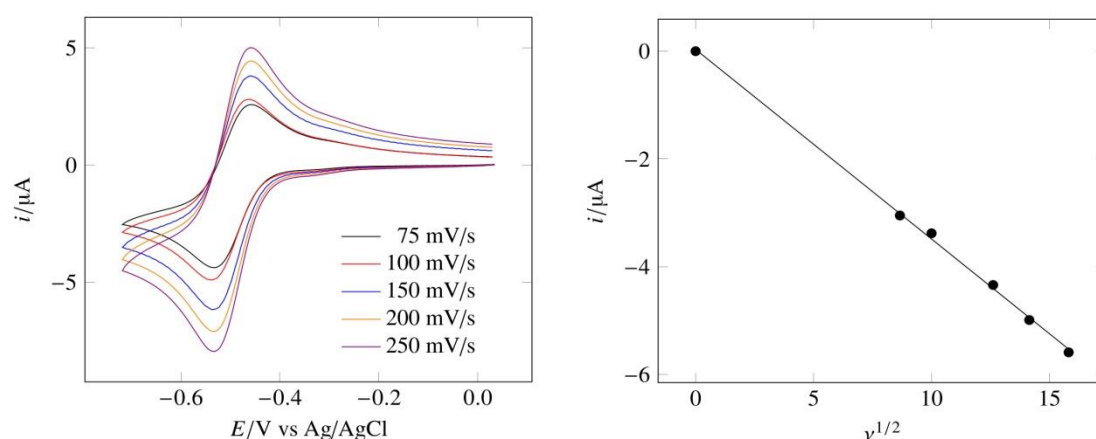 5
0
−5
i/μA
75 mV/s
100 mV/s
150 mV/s
200 mV/s
250 mV/s
−0.6
−0.4
−0.2
0.0
E/V vs Ag/AgCl
0
−2
−4
−6
i/μA
0
5
10
15
ν^{1/2}